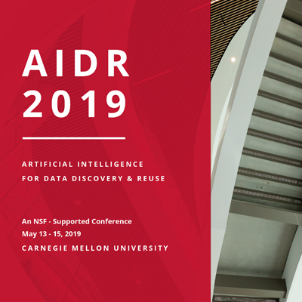 AIDR
2019
ARTIFICIAL INTELLIGENCE
FOR DATA DISCOVERY & REUSE
An NSF - Supported Conference
May 13 - 15, 2019
CARNEGIE MELLON UNIVERSITY